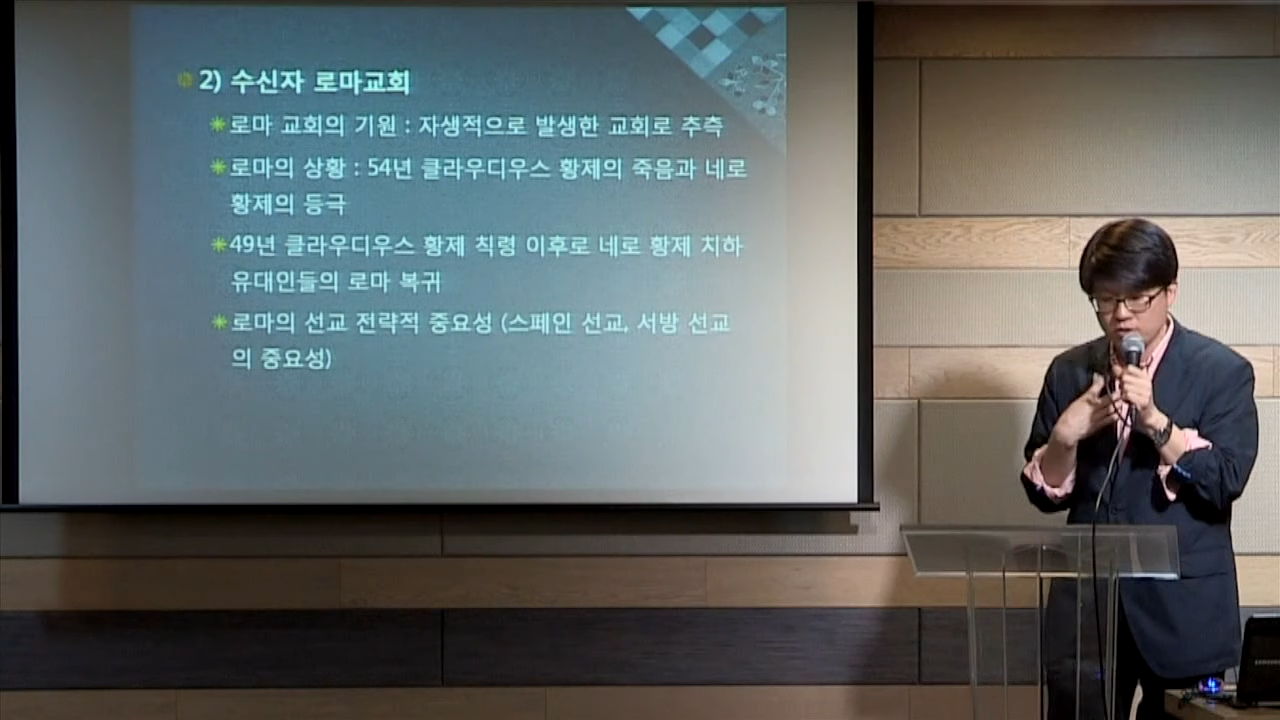 2) 수신자 로마교회
로마 교회의 기원 : 자생적으로 발생한 교회로 추측
로마의 상황 : 54년 클라우디우스 황제의 죽음과 네로
황제의 등극
49년 클라우디우스 황제 칙령 이후로 네로 황제 치하
유대인들의 로마 복귀
로마의 선교 전략적 중요성 (스페인 선교, 서방 선교
의 중요성)